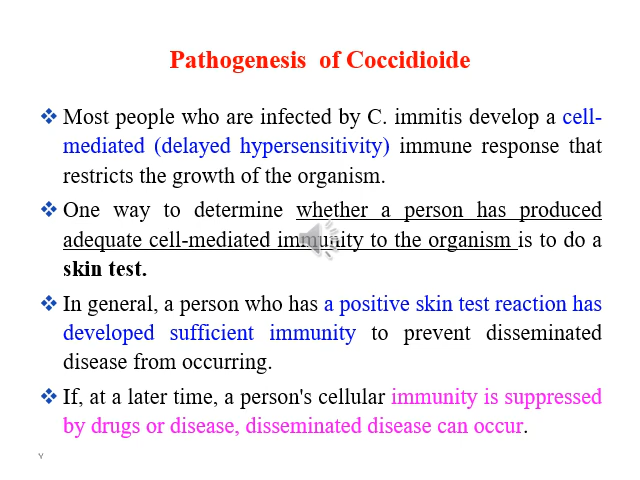 Pathogenesis of Coccidioide
Most people who are infected by C. immitis develop a cell-
mediated (delayed hypersensitivity) immune response that
restricts the growth of the organism.
One way to determine whether a person has produced
adequate cell-mediated immunity to the organism is to do a
skin test.
In general, a person who has a positive skin test reaction has
developed sufficient immunity to prevent disseminated
disease from occurring.
If, at a later time, a person's cellular immunity is suppressed
by drugs or disease, disseminated disease can occur.
٧